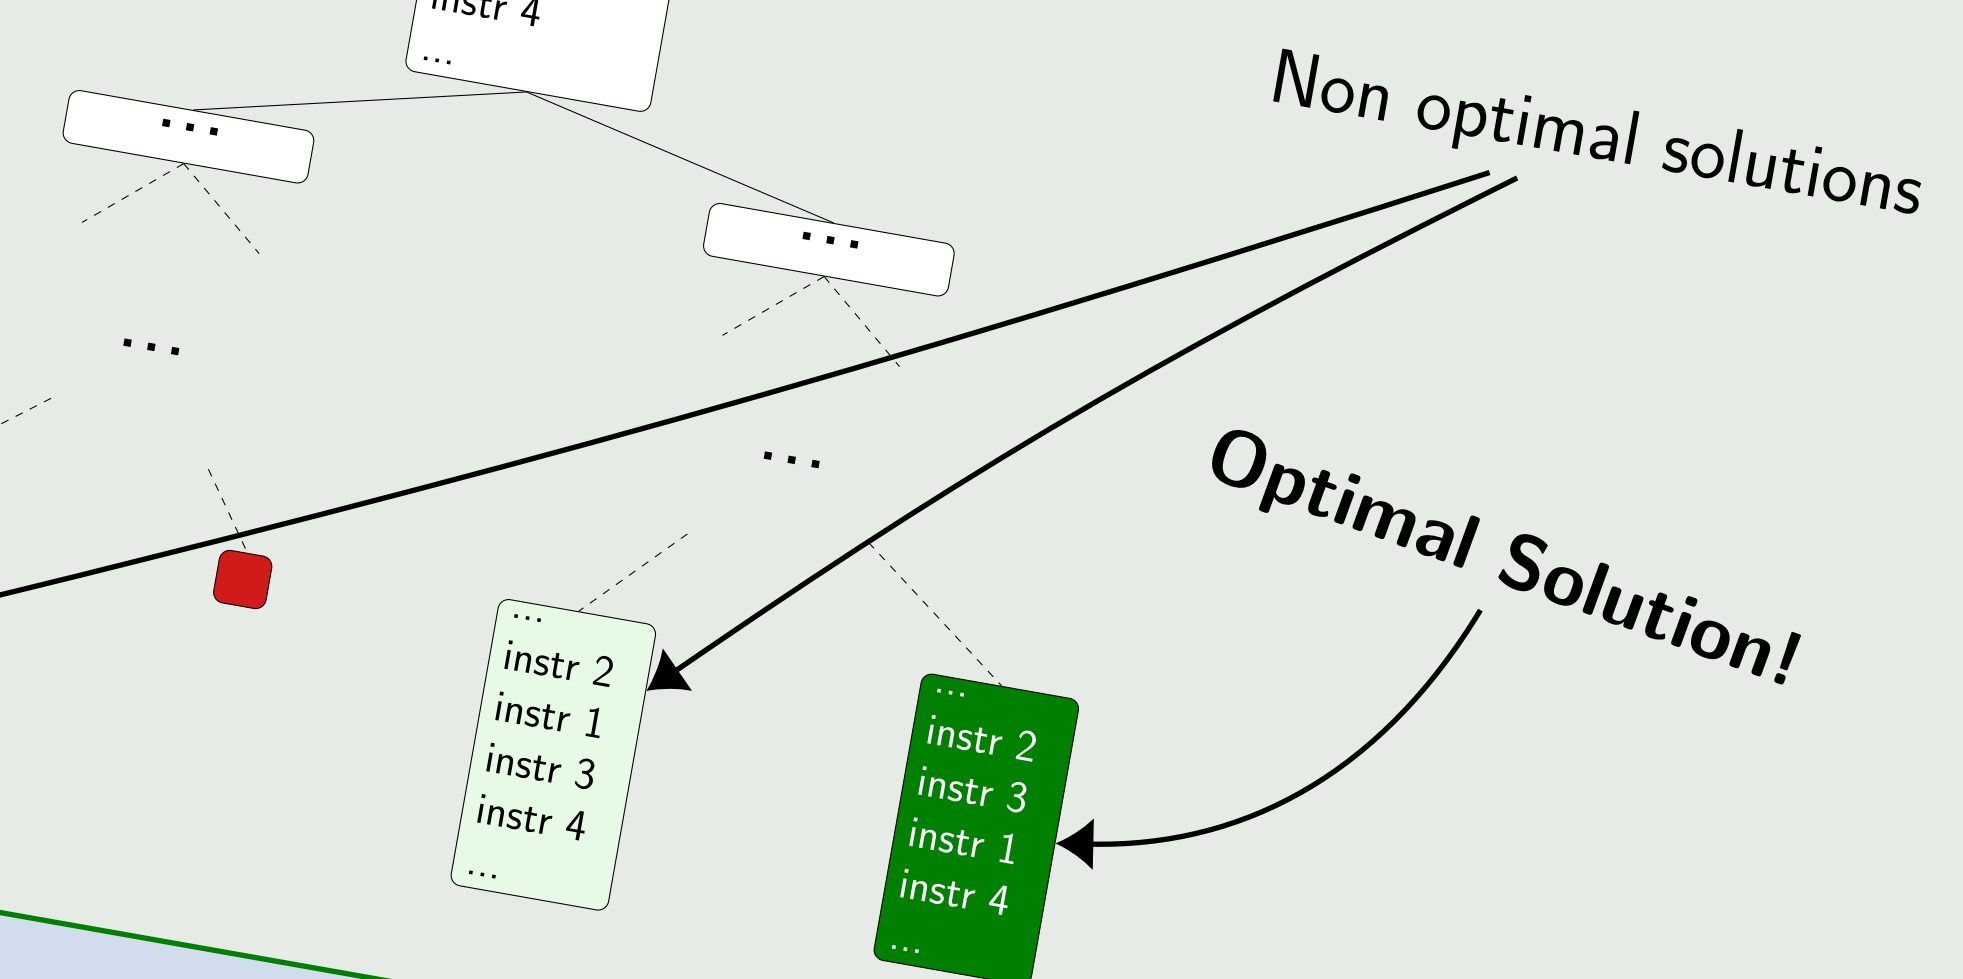 instr 4
...
...
...
Non optimal solutions
...
...
Optimal Solution!
...
instr 2
instr 1
instr 3
instr 4
...
...
instr 2
instr 3
instr 1
instr 4
...